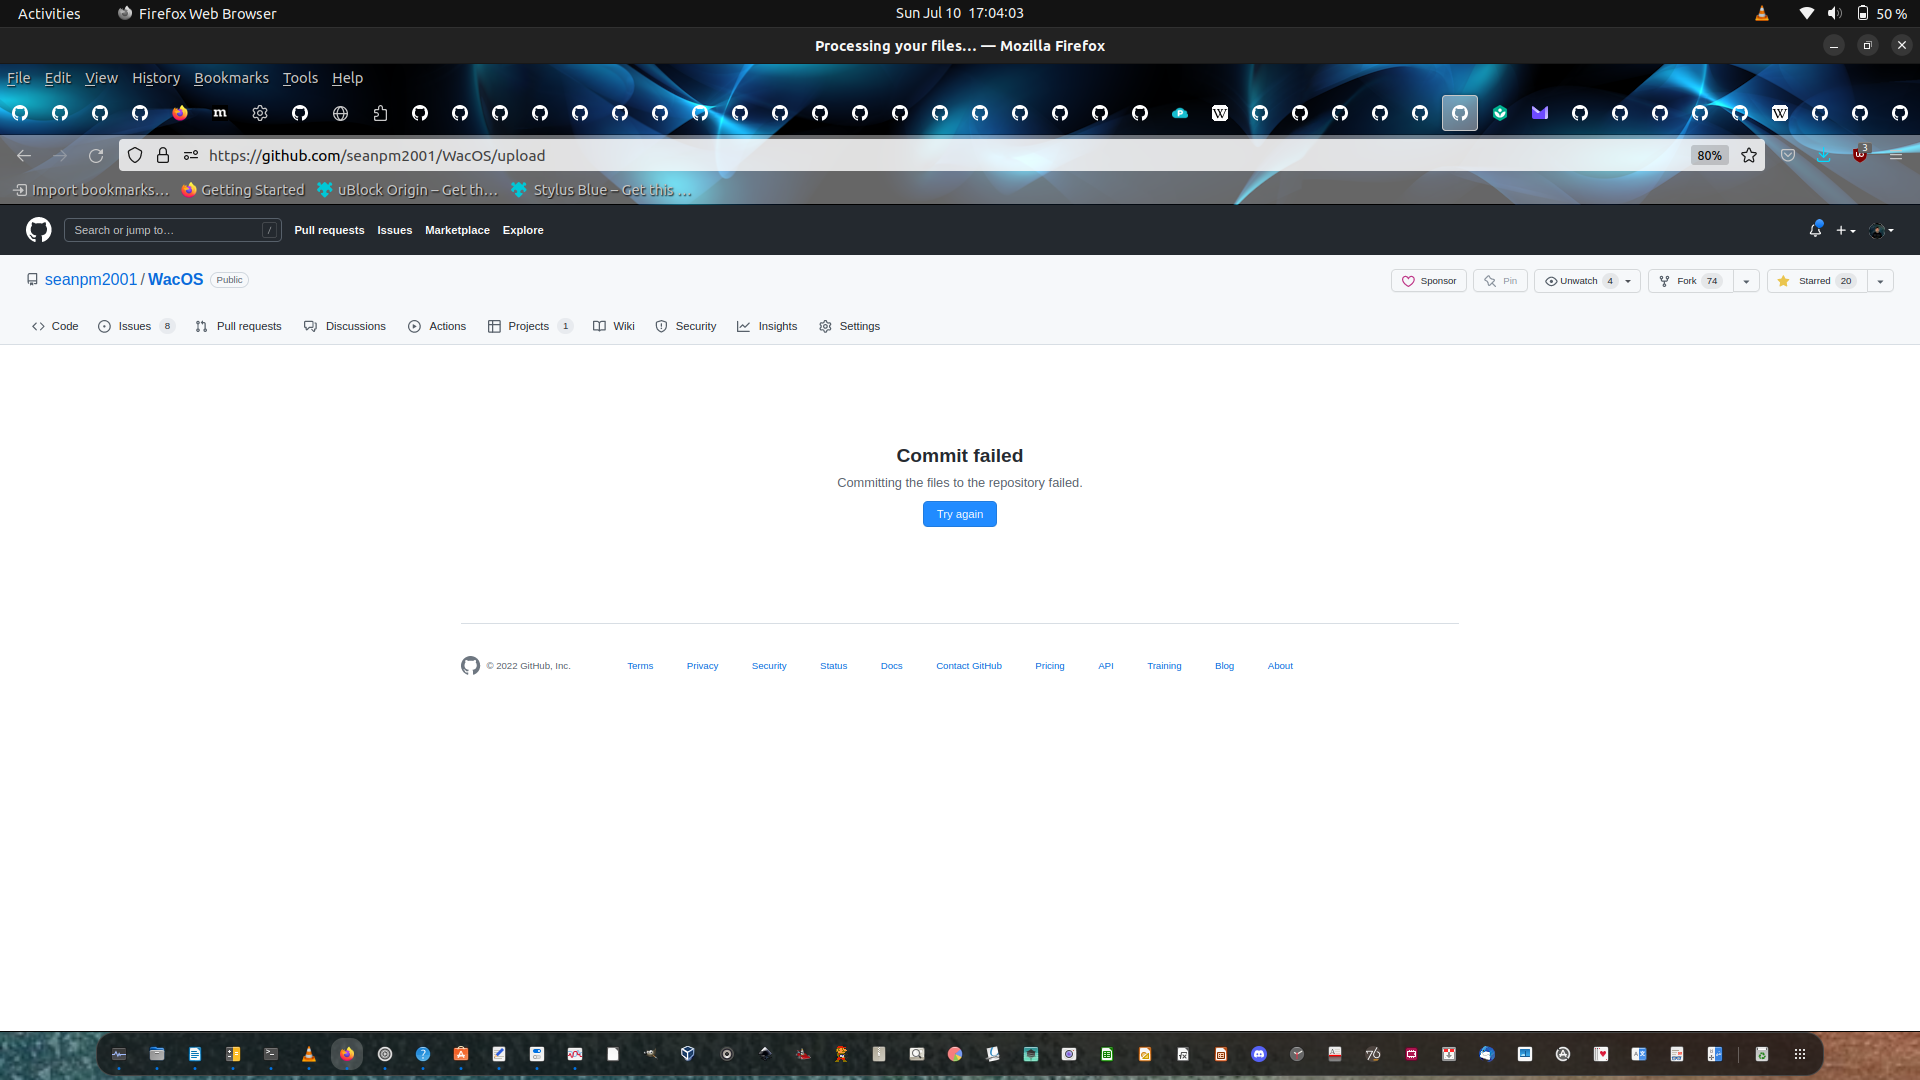 Activities Firefox Web Browser Sun Jul 10 17:04:03 50 %
Processing your files… — Mozilla Firefox
File Edit View History Bookmarks Tools Help
m W W
https://github.com/seanpm2001/WacOS/upload 80% 3
Import bookmarks… Getting Started uBlock Origin – Get th… Stylus Blue – Get this …
Search or jump to… / Pull requests Issues Marketplace Explore
seanpm2001 / WacOS Public Sponsor Pin Unwatch 4 Fork 74 Starred 20
Code Issues 8 Pull requests Discussions Actions Projects 1 Wiki Security Insights Settings
Commit failed
Committing the files to the repository failed.
Try again
© 2022 GitHub, Inc. Terms Privacy Security Status Docs Contact GitHub Pricing API Training Blog About